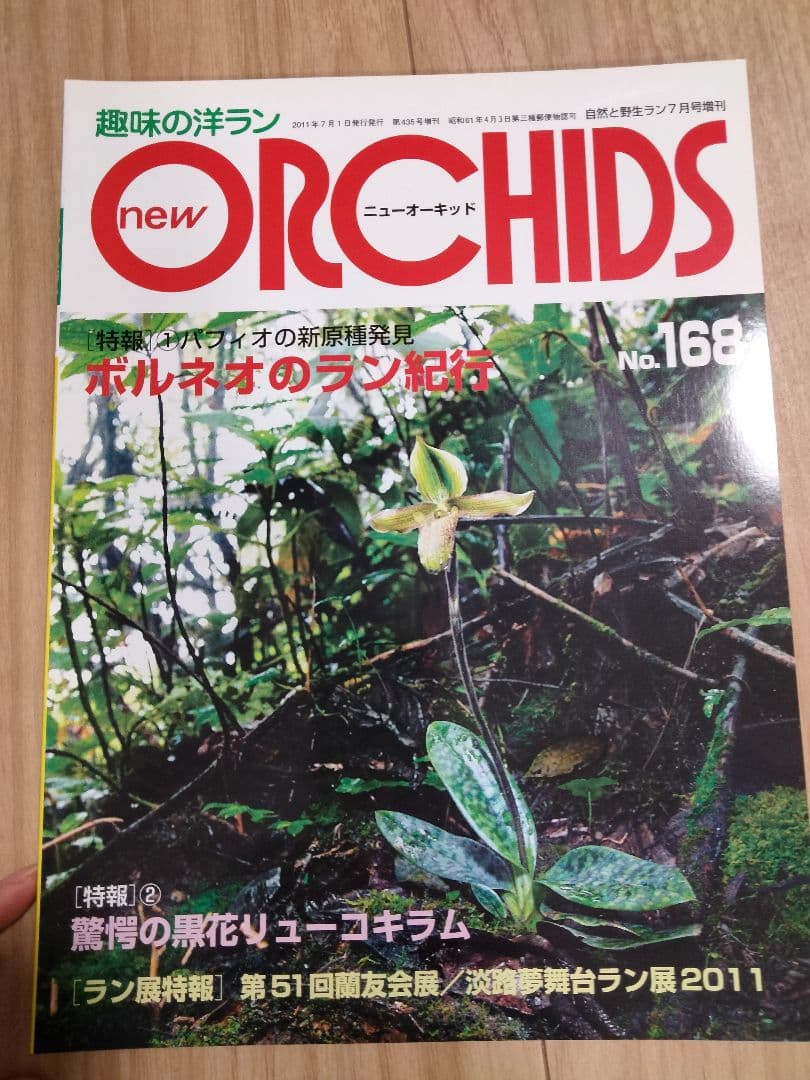 趣味の洋ラン 2011年7月1日発行発行 第435号増刊 昭和61年4月3日第三種郵便物認可 自然と野生ラン7月号増刊
new ORCHIDS
ニューオーキッド
[特報]①パフィオの新原種発見
ボルネオのラン紀行
No.168
[特報]②
驚愕の黒花リューコキラム
[ラン展特報] 第51回蘭友会展/淡路夢舞台ラン展2011